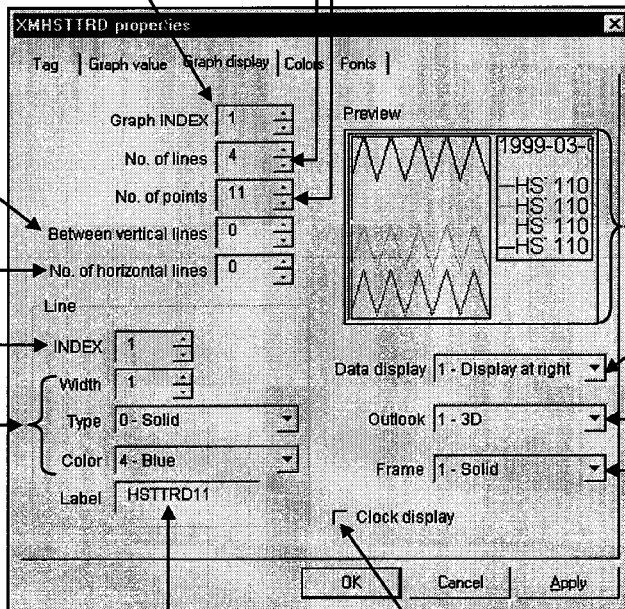 XMHSTTRD properties
Tag Graph value Graph display Colors Fonts
Graph INDEX 1
No. of lines 4
No. of points 11
Between vertical lines 0
No. of horizontal lines 0
Line
INDEX 1
Width 1
Type 0 - Solid
Color 4 - Blue
Label HSTTRD11
Preview
1999-03-0
HS' 110
HS' 110
HS' 110
HS' 110
Data display 1 - Display at right
Outlook 1 - 3D
Frame 1 - Solid
Clock display
OK Cancel Apply